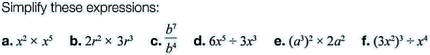 Simplify these expressions:
a. x² × x⁵ b. 2r² × 3r³ c. b⁷/b⁴ d. 6x⁵ ÷ 3x³ e. (a³)² × 2a² f. (3x²)³ ÷ x⁴